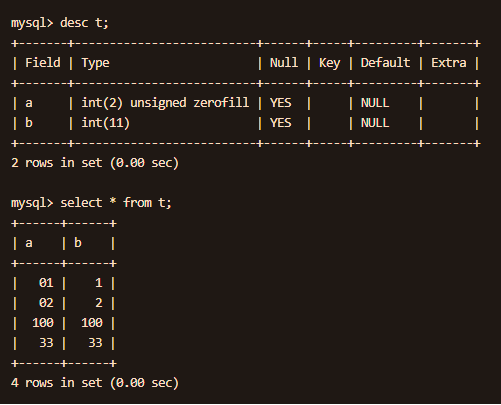 mysql> desc t;
+-------+--------------------------+------+-----+---------+-------+
| Field | Type                     | Null | Key | Default | Extra |
+-------+--------------------------+------+-----+---------+-------+
| a     | int(2) unsigned zerofill | YES  |     | NULL    |       |
| b     | int(11)                  | YES  |     | NULL    |       |
+-------+--------------------------+------+-----+---------+-------+
2 rows in set (0.00 sec)
mysql> select * from t;
+------+------+
| a    | b    |
+------+------+
|   01 |    1 |
|   02 |    2 |
|  100 |  100 |
|   33 |   33 |
+------+------+
4 rows in set (0.00 sec)